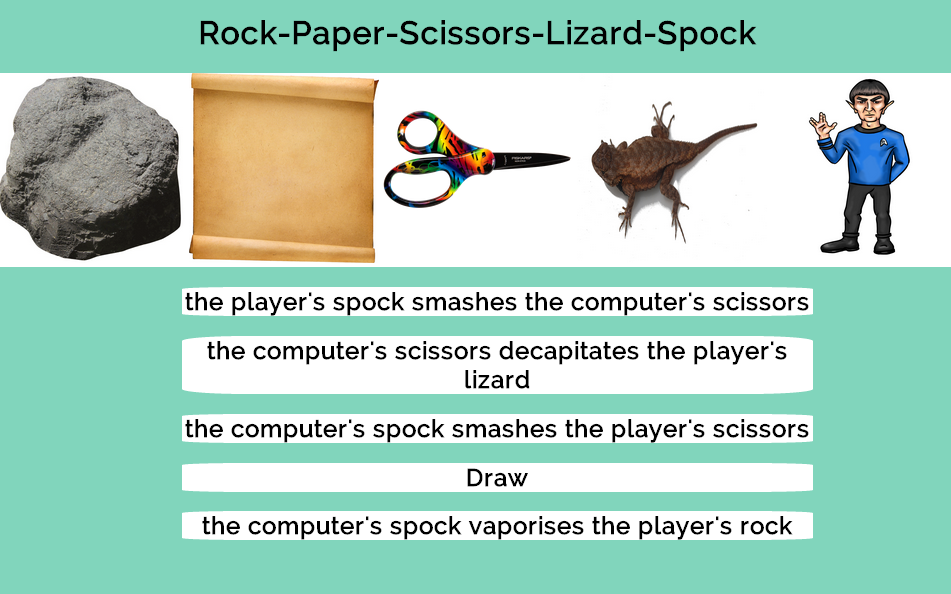 Rock-Paper-Scissors-Lizard-Spock
the player's spock smashes the computer's scissors
the computer's scissors decapitates the player's
lizard
the computer's spock smashes the player's scissors
Draw
the computer's spock vaporises the player's rock